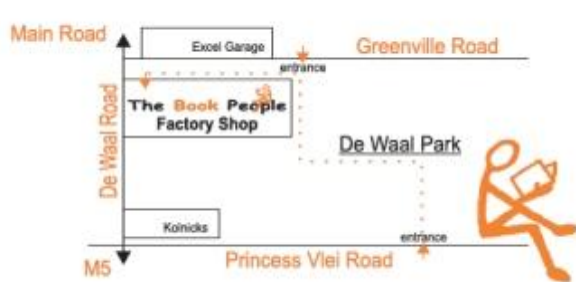 Main Road
Excel Garage
Greenville Road
entrance
De Waal Road
The Book People
Factory Shop
De Waal Park
Kolnicks
entrance
M5
Princess Vlei Road